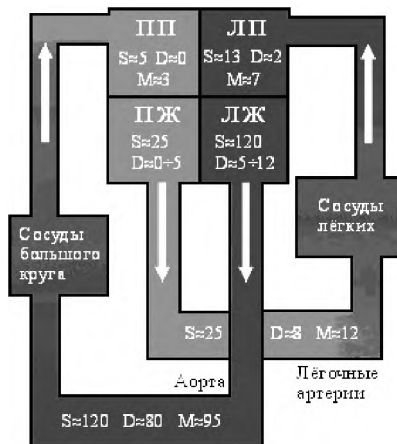 ПП
S≈5 D≈0
M≈3
ЛП
S≈13 D≈2
M≈7
ПЖ
S≈25
D≈0÷5
ЛЖ
S≈120
D≈5÷12
Сосуды
большого
круга
Сосуды
лёгких
S≈25 D≈8 M≈12
Аорта
Лёгочные
артерии
S≈120 D≈80 M≈95